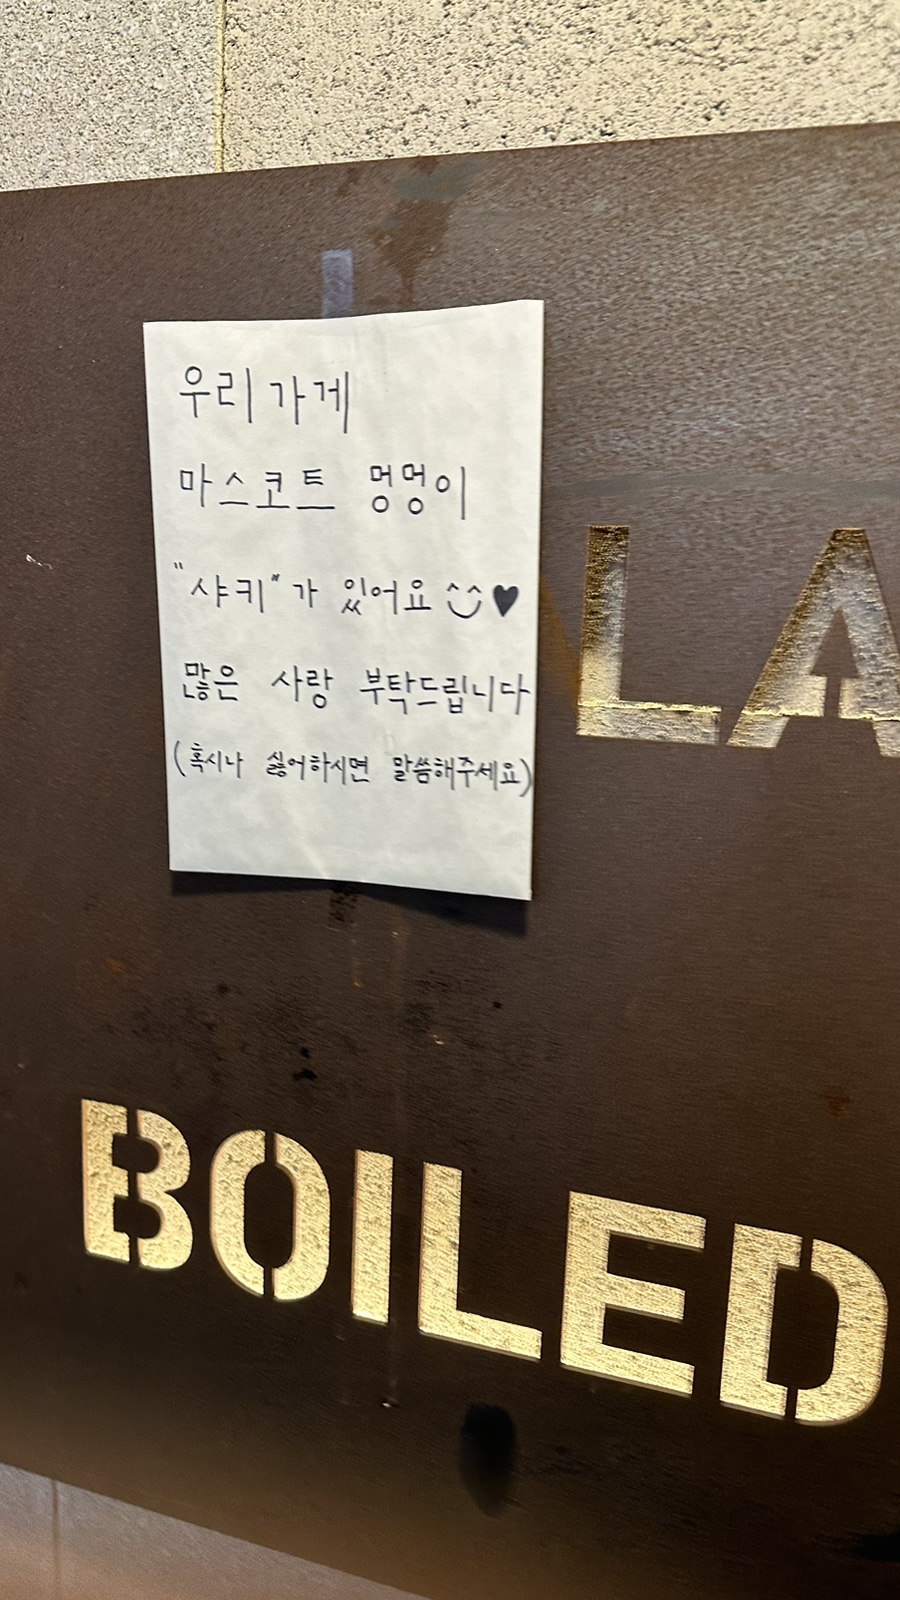 우리 가게
마스코트 멍멍이
"샤키"가 있어요 ^‿^ ♥
많은 사랑 부탁드립니다
(혹시나 싫어하시면 말씀해주세요)
LA
BOILED